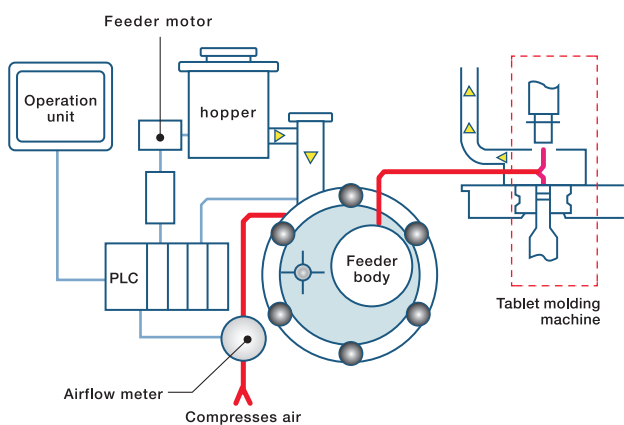 Feeder motor
Operation
unit
hopper
PLC
Feeder
body
Tablet molding
machine
Airflow meter
Compresses air